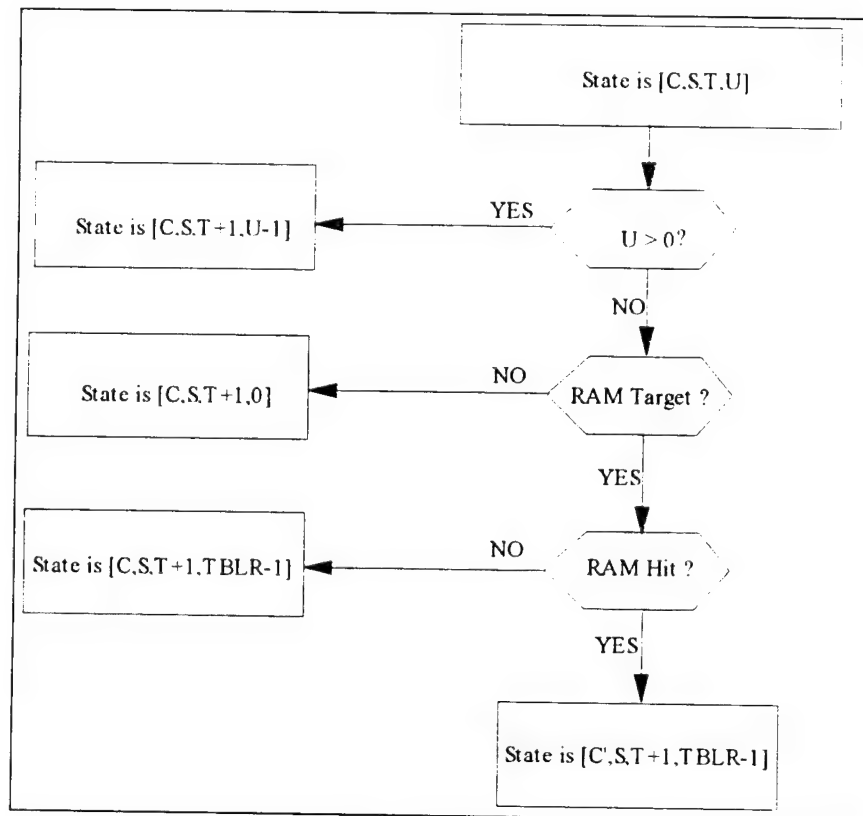 State is [C,S,T,U]
YES
U > 0?
State is [C,S,T+1,U-1]
NO
NO
RAM Target ?
State is [C,S,T+1,0]
YES
NO
RAM Hit ?
State is [C,S,T+1,TBLR-1]
YES
State is [C',S,T+1,TBLR-1]